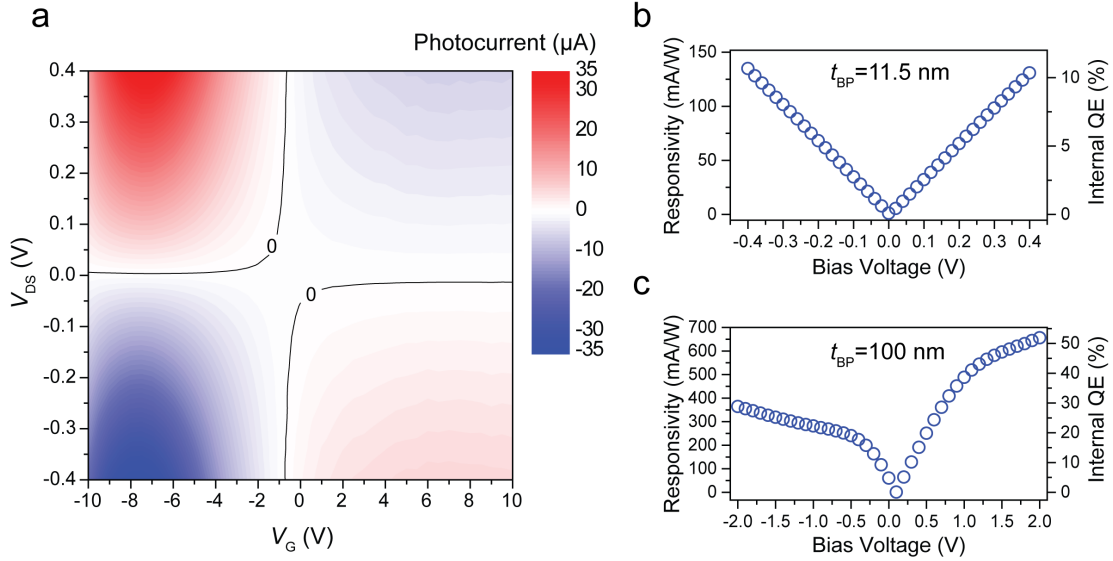 a
Photocurrent (µA)
0.4
0.3
0.2
0.1
0.0
-0.1
-0.2
-0.3
-0.4
V_DS (V)
0
0
-10 -8 -6 -4 -2 0 2 4 6 8 10
V_G (V)
35
30
20
10
0
-10
-20
-30
-35
b
t_BP=11.5 nm
150
100
50
0
Responsivity (mA/W)
10
5
0
Internal QE (%)
-0.4 -0.3 -0.2 -0.1 0.0 0.1 0.2 0.3 0.4
Bias Voltage (V)
c
t_BP=100 nm
700
600
500
400
300
200
100
0
Responsivity (mA/W)
50
40
30
20
10
0
Internal QE (%)
-2.0 -1.5 -1.0 -0.5 0.0 0.5 1.0 1.5 2.0
Bias Voltage (V)